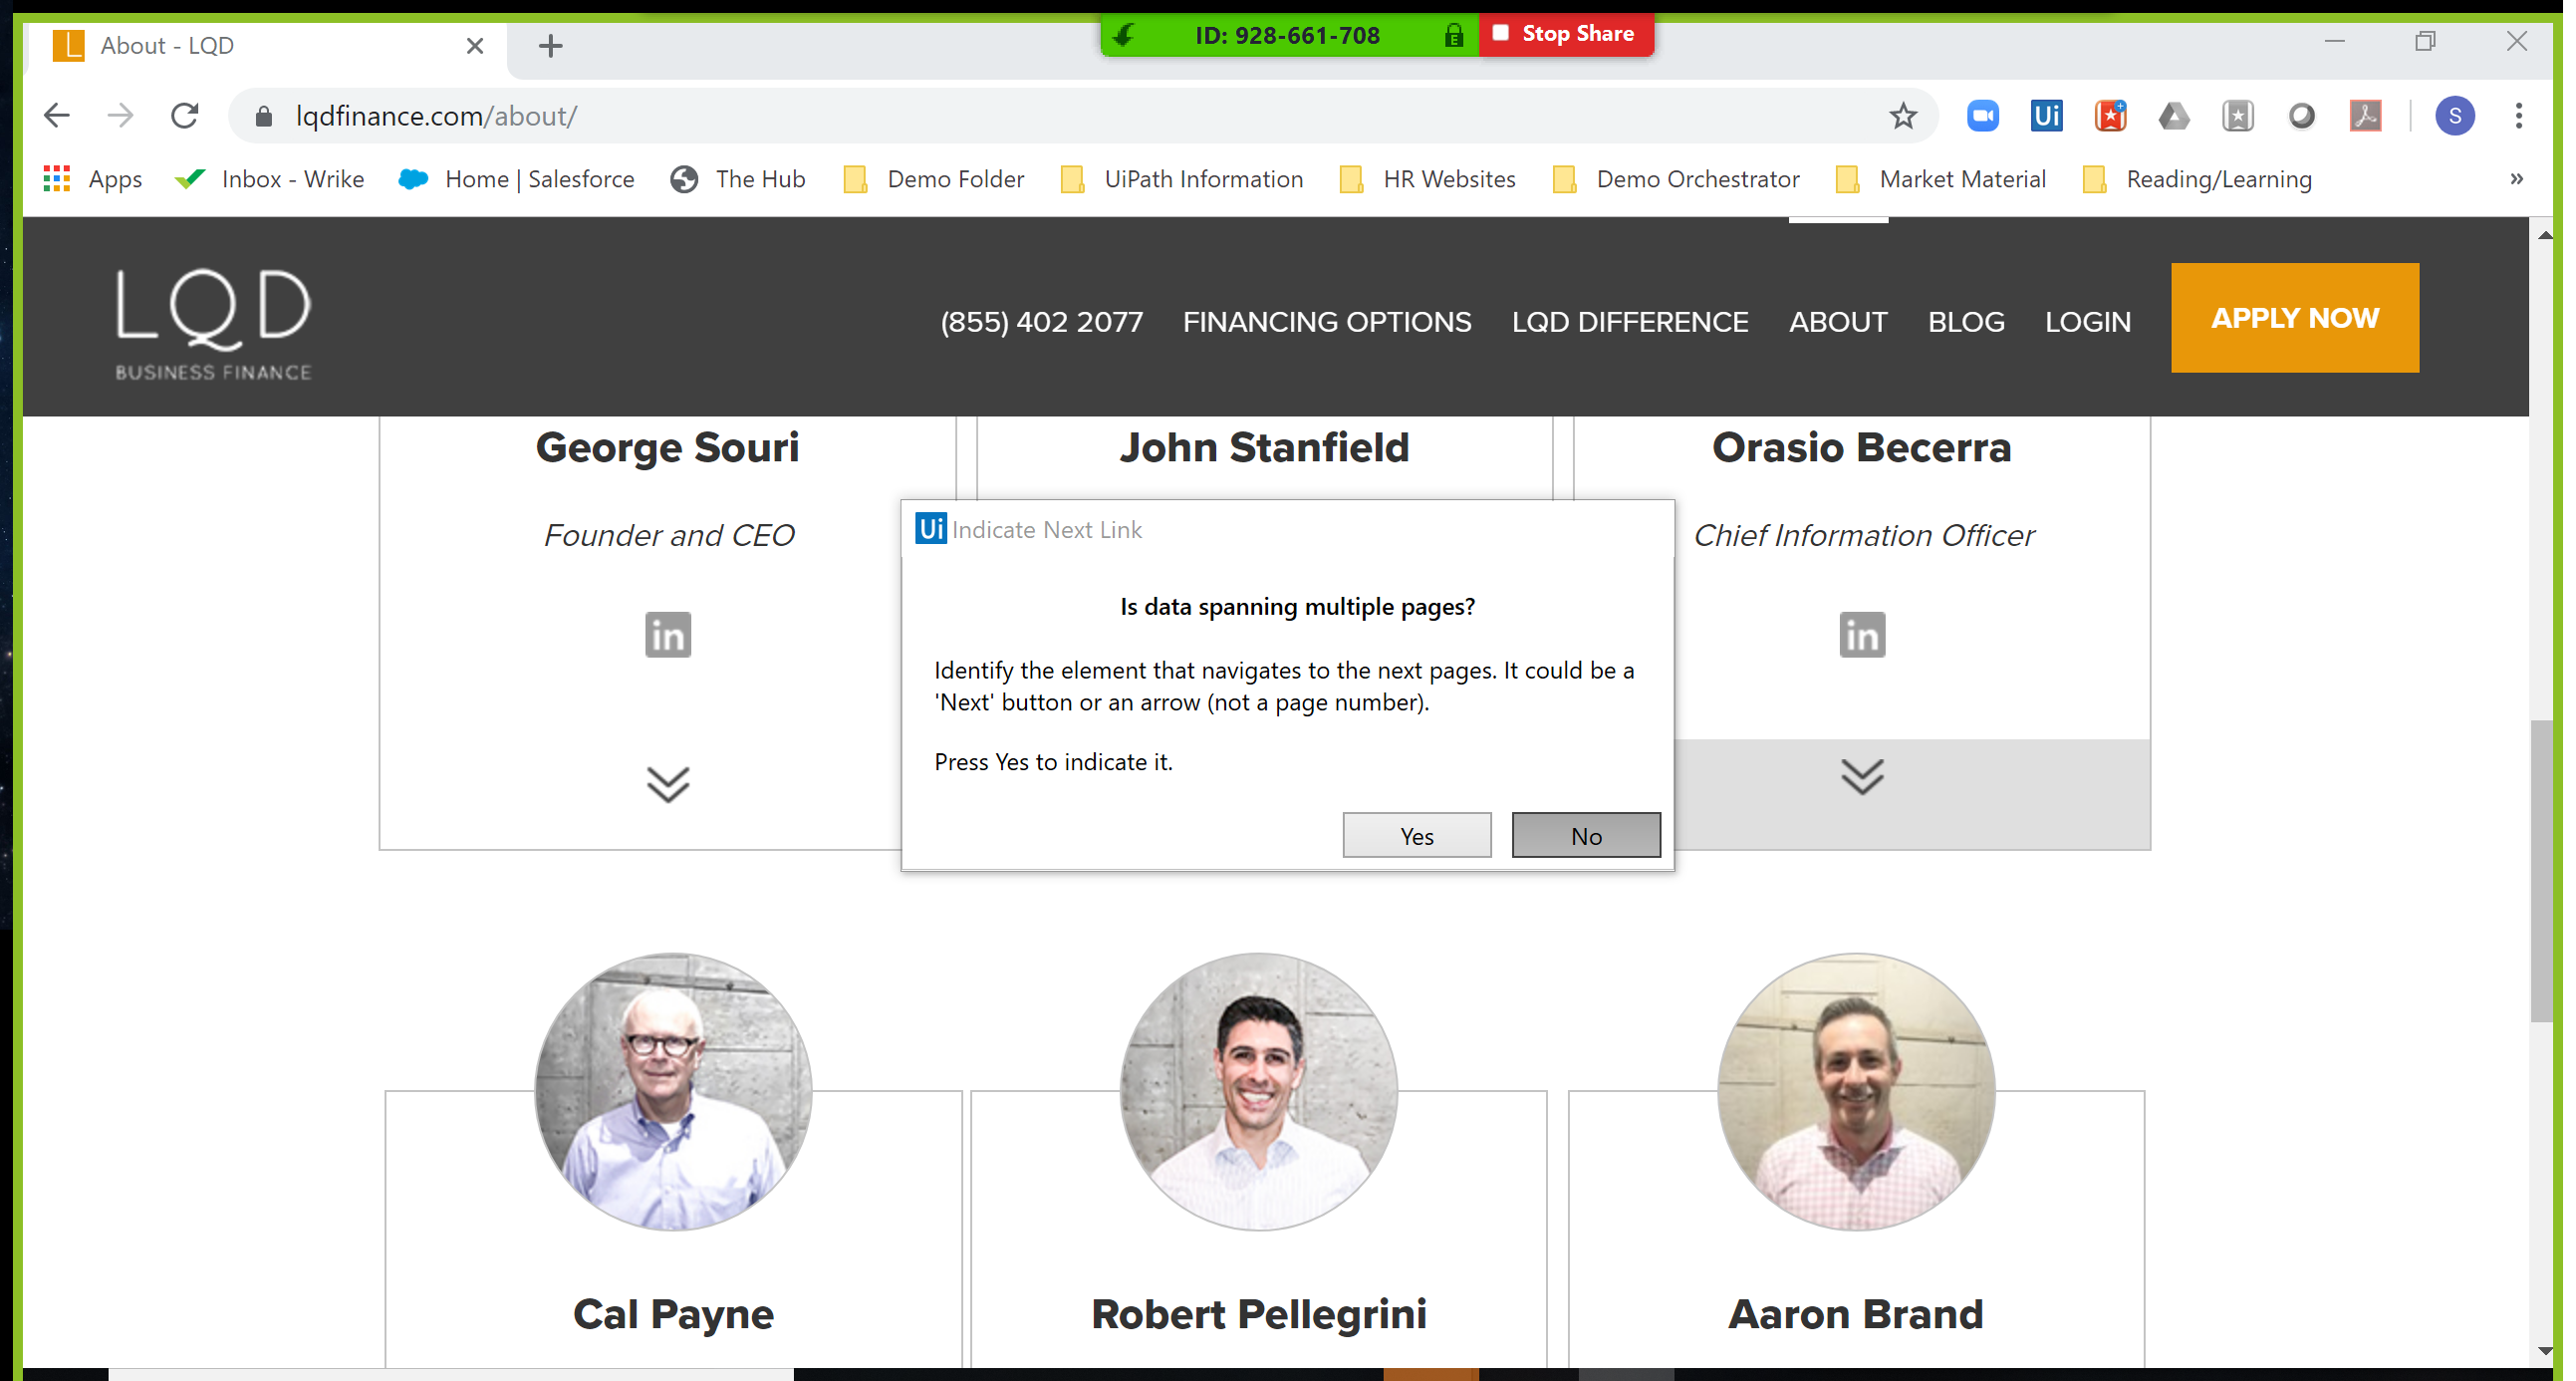 About - LQD
ID: 928-661-708
Stop Share
lqdfinance.com/about/
Ui
S
Apps
Inbox - Wrike
Home | Salesforce
The Hub
Demo Folder
UiPath Information
HR Websites
Demo Orchestrator
Market Material
Reading/Learning
»
LQD
BUSINESS FINANCE
(855) 402 2077
FINANCING OPTIONS
LQD DIFFERENCE
ABOUT
BLOG
LOGIN
APPLY NOW
George Souri
John Stanfield
Orasio Becerra
Founder and CEO
Chief Information Officer
in
in
Ui Indicate Next Link
Is data spanning multiple pages?
Identify the element that navigates to the next pages. It could be a
'Next' button or an arrow (not a page number).
Press Yes to indicate it.
Yes
No
Cal Payne
Robert Pellegrini
Aaron Brand